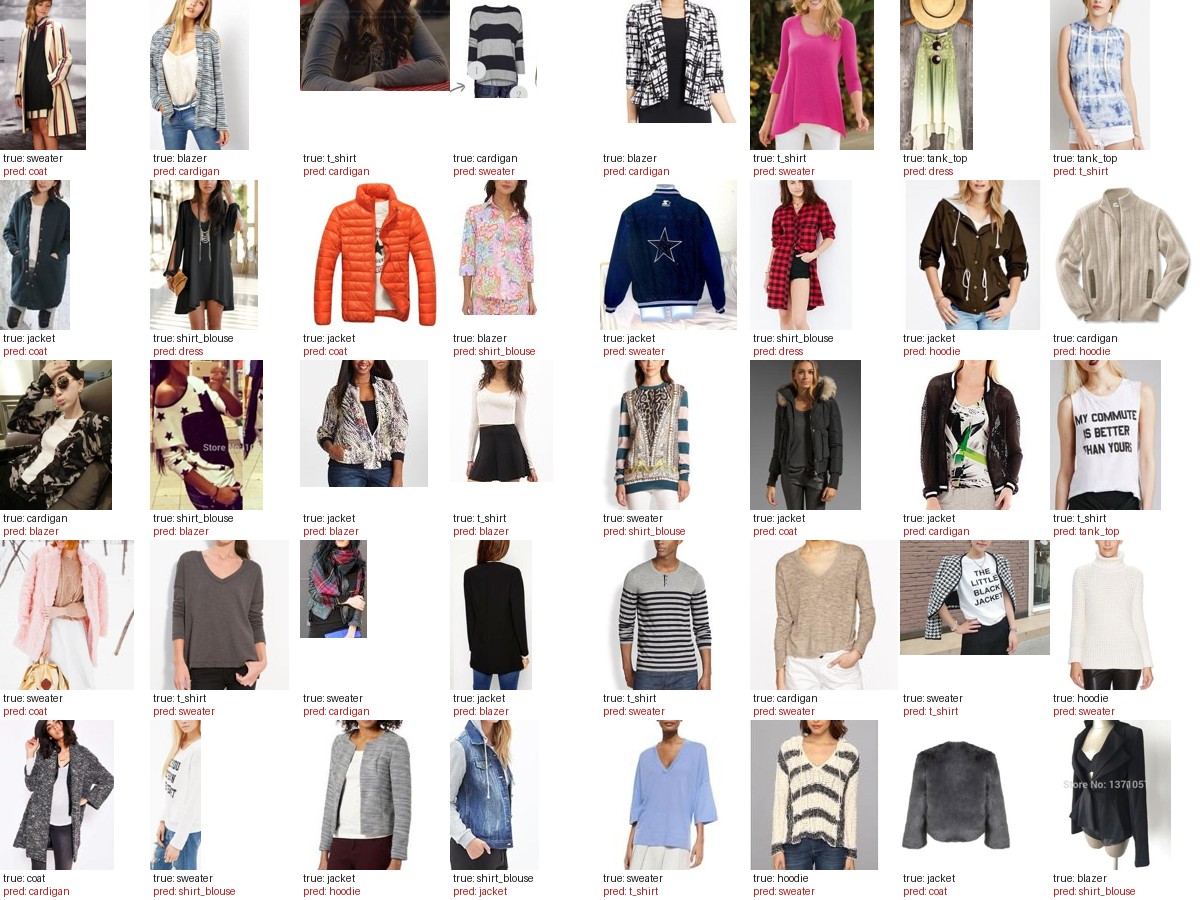 true: sweater
pred: coat
true: blazer
pred: cardigan
true: t_shirt
pred: cardigan
true: cardigan
pred: sweater
true: blazer
pred: cardigan
true: t_shirt
pred: sweater
true: tank_top
pred: dress
true: tank_top
pred: t_shirt
true: jacket
pred: coat
true: shirt_blouse
pred: dress
true: jacket
pred: coat
true: blazer
pred: shirt_blouse
true: jacket
pred: sweater
true: shirt_blouse
pred: dress
true: jacket
pred: hoodie
true: cardigan
pred: hoodie
Store No:
MY COMMUTE
IS BETTER
THAN YOURS
true: cardigan
pred: blazer
true: shirt_blouse
pred: blazer
true: jacket
pred: blazer
true: t_shirt
pred: blazer
true: sweater
pred: shirt_blouse
true: jacket
pred: coat
true: jacket
pred: cardigan
true: t_shirt
pred: tank_top
THE
LITTLE
BLACK
JACKET
true: sweater
pred: coat
true: t_shirt
pred: sweater
true: sweater
pred: cardigan
true: jacket
pred: blazer
true: t_shirt
pred: sweater
true: cardigan
pred: sweater
true: sweater
pred: t_shirt
true: hoodie
pred: sweater
Store No: 137105
true: coat
pred: cardigan
true: sweater
pred: shirt_blouse
true: jacket
pred: hoodie
true: shirt_blouse
pred: jacket
true: sweater
pred: t_shirt
true: hoodie
pred: sweater
true: jacket
pred: coat
true: blazer
pred: shirt_blouse